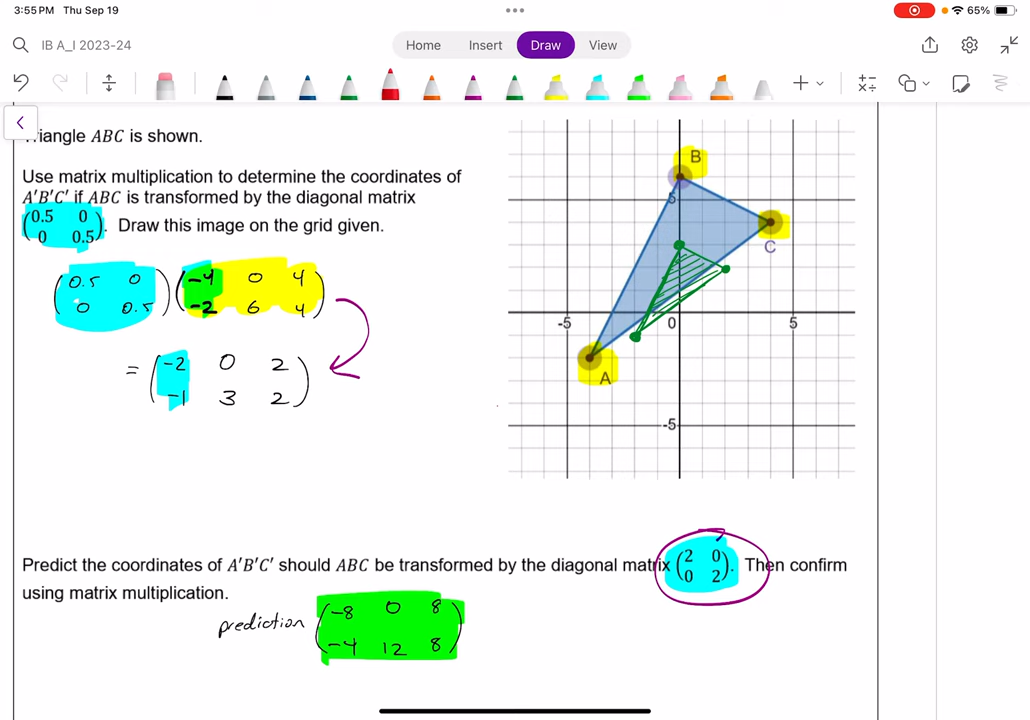 3:55 PM Thu Sep 19
65%
IB A_I 2023-24
Home Insert Draw View
riangle ABC is shown.
Use matrix multiplication to determine the coordinates of
A'B'C' if ABC is transformed by the diagonal matrix
(0.5 0
0 0.5). Draw this image on the grid given.
(0.5 0
0 0.5)
(-4 0 4
-2 6 4)
= (-2 0 2
-1 3 2)
B
5
C
-5 0 5
A
-5
Predict the coordinates of A'B'C' should ABC be transformed by the diagonal matrix (2 0
0 2). Then confirm
using matrix multiplication.
prediction (-8 0 8
-4 12 8)